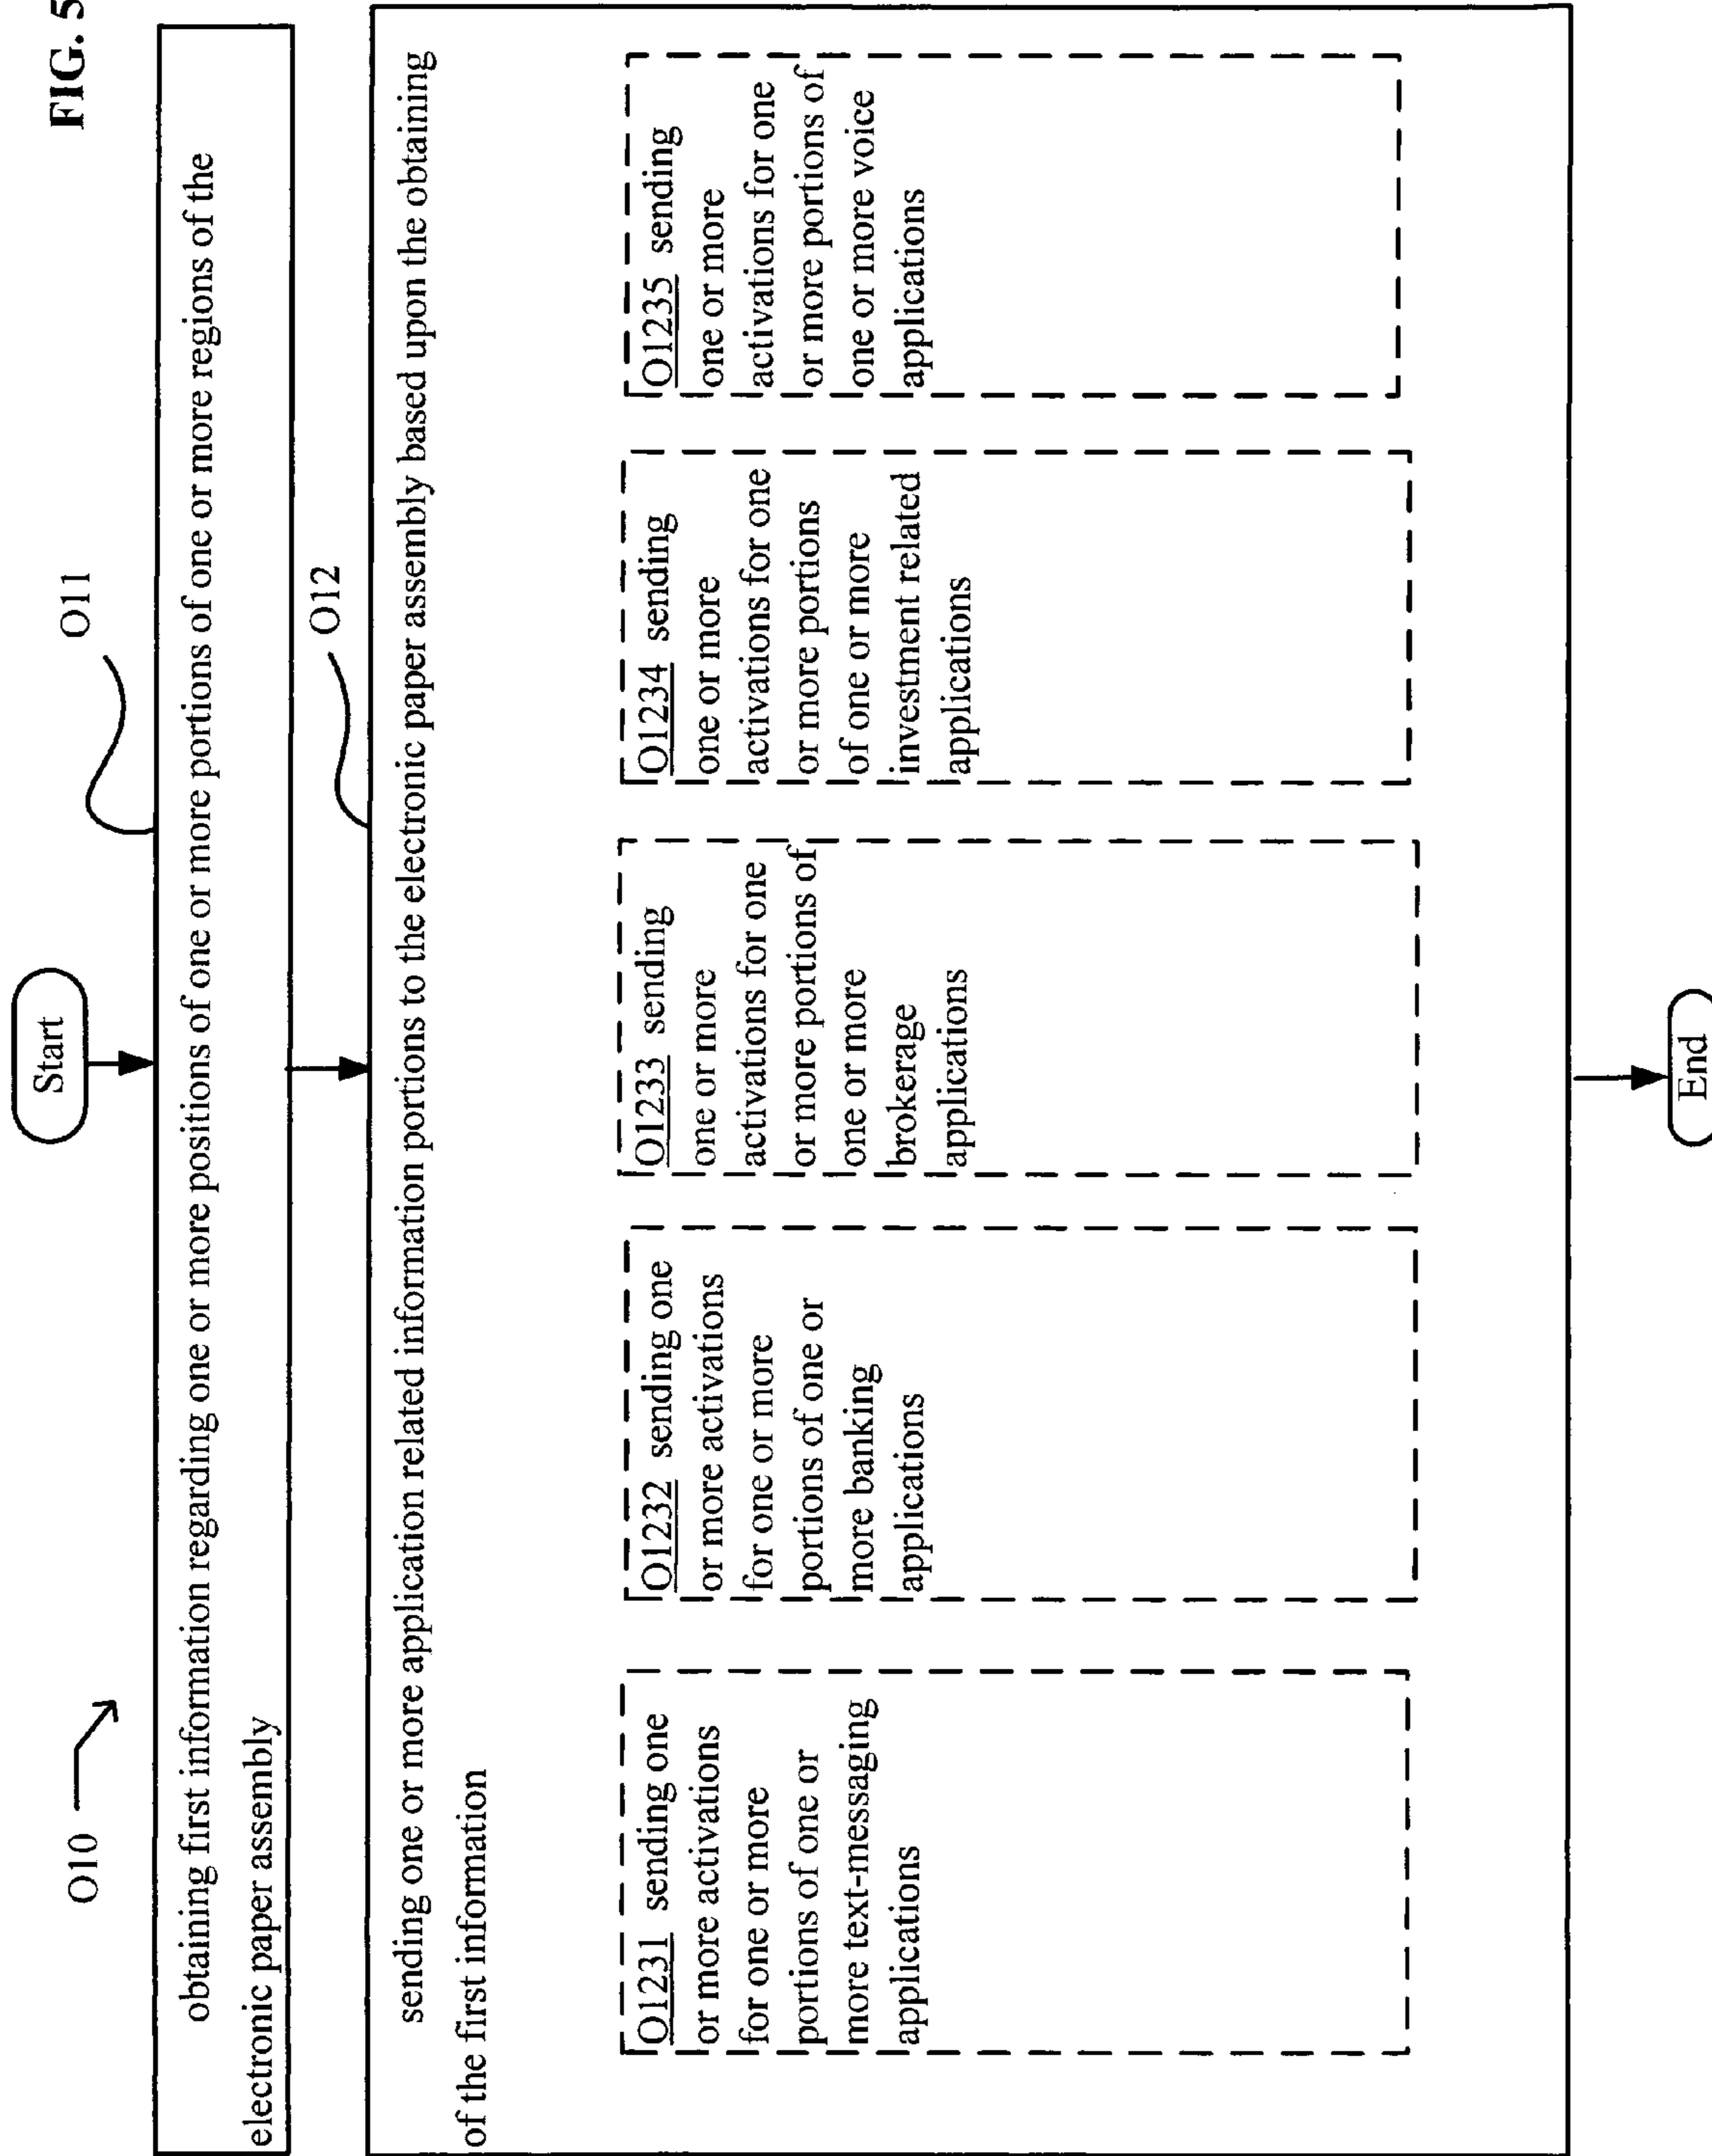 FIG. 5
O10
Start
O11
obtaining first information regarding one or more positions of one or more portions of one or more regions of the
electronic paper assembly
O12
sending one or more application related information portions to the electronic paper assembly based upon the obtaining
of the first information
O1231 sending one
or more activations
for one or more
portions of one or
more text-messaging
applications
O1232 sending one
or more activations
for one or more
portions of one or
more banking
applications
O1233 sending
one or more
activations for one
or more portions of
one or more
brokerage
applications
O1234 sending
one or more
activations for one
or more portions
of one or more
investment related
applications
O1235 sending
one or more
activations for one
or more portions of
one or more voice
applications
End